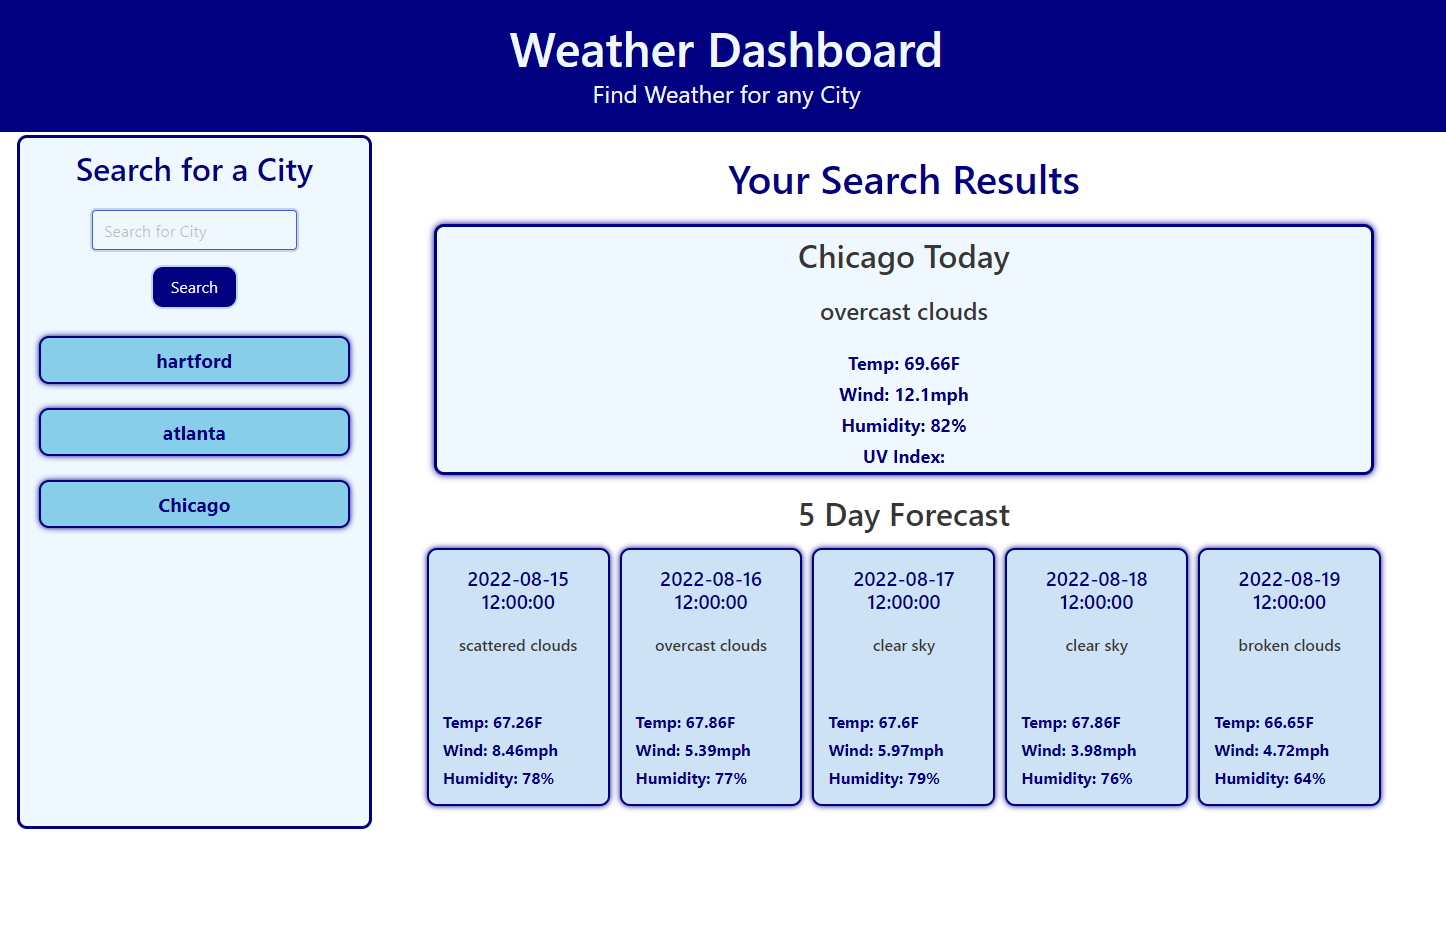 Weather Dashboard
Find Weather for any City
Search for a City
Search for City
Search
hartford
atlanta
Chicago
Your Search Results
Chicago Today
overcast clouds
Temp: 69.66F
Wind: 12.1mph
Humidity: 82%
UV Index:
5 Day Forecast
2022-08-15
12:00:00
scattered clouds
Temp: 67.26F
Wind: 8.46mph
Humidity: 78%
2022-08-16
12:00:00
overcast clouds
Temp: 67.86F
Wind: 5.39mph
Humidity: 77%
2022-08-17
12:00:00
clear sky
Temp: 67.6F
Wind: 5.97mph
Humidity: 79%
2022-08-18
12:00:00
clear sky
Temp: 67.86F
Wind: 3.98mph
Humidity: 76%
2022-08-19
12:00:00
broken clouds
Temp: 66.65F
Wind: 4.72mph
Humidity: 64%